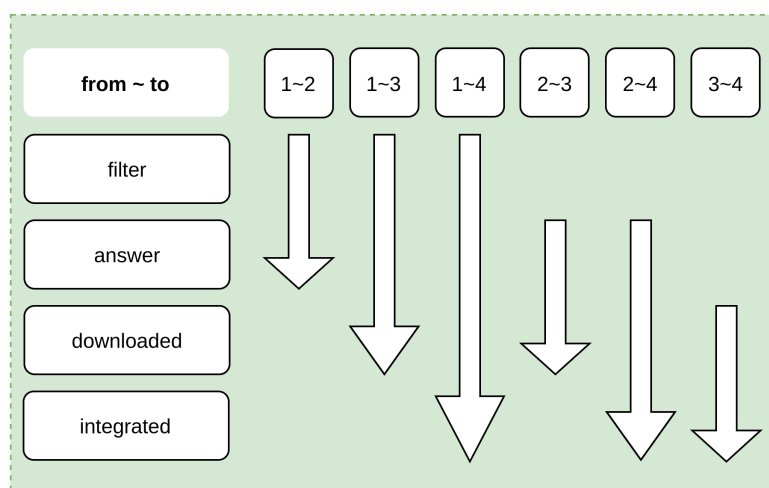 from ~ to
1~2
1~3
1~4
2~3
2~4
3~4
filter
answer
downloaded
integrated